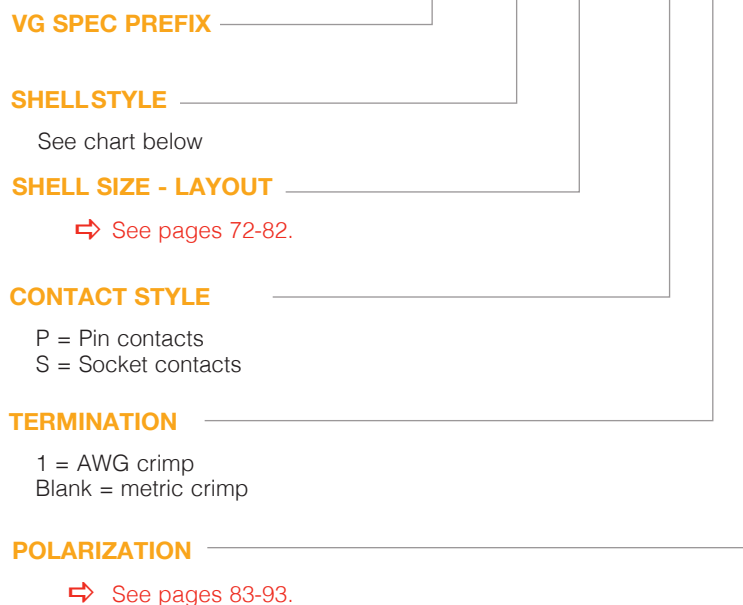 VG SPEC PREFIX
SHELL STYLE
See chart below
SHELL SIZE - LAYOUT
⇨ See pages 72-82.
CONTACT STYLE
P = Pin contacts
S = Socket contacts
TERMINATION
1 = AWG crimp
Blank = metric crimp
POLARIZATION
⇨ See pages 83-93.